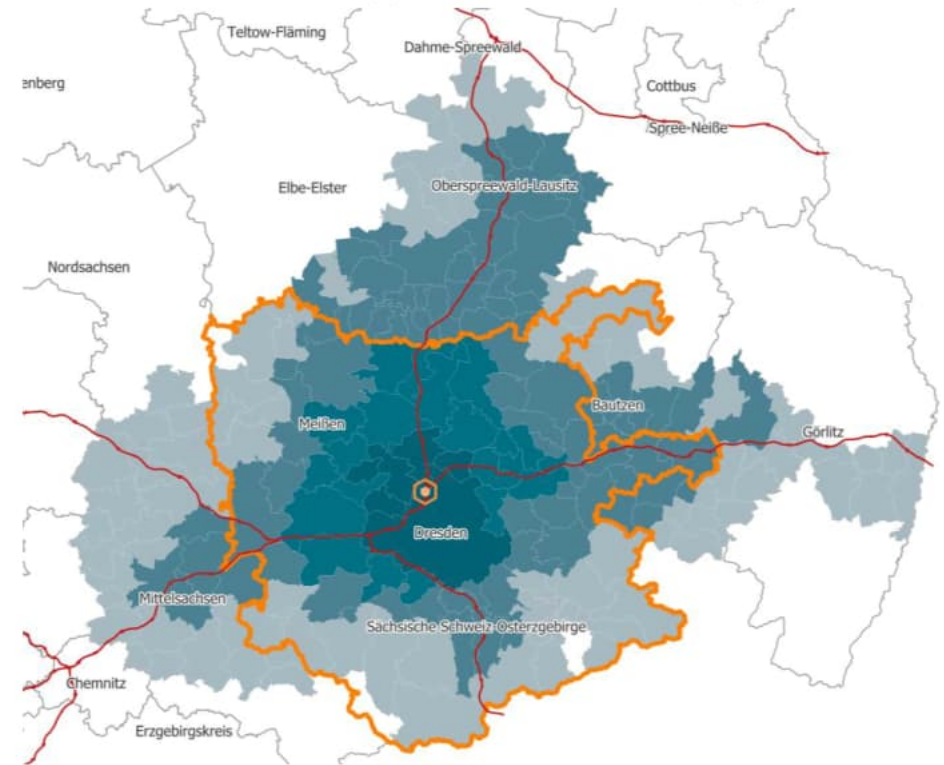 Teltow-Fläming
Dahme-Spreewald
enberg
Cottbus
Spree-Neiße
Elbe-Elster
Oberspreewald-Lausitz
Nordsachsen
Bautzen
Meißen
Görlitz
Dresden
Mittelsachsen
Sächsische Schweiz-Osterzgebirge
Chemnitz
Erzgebirgskreis